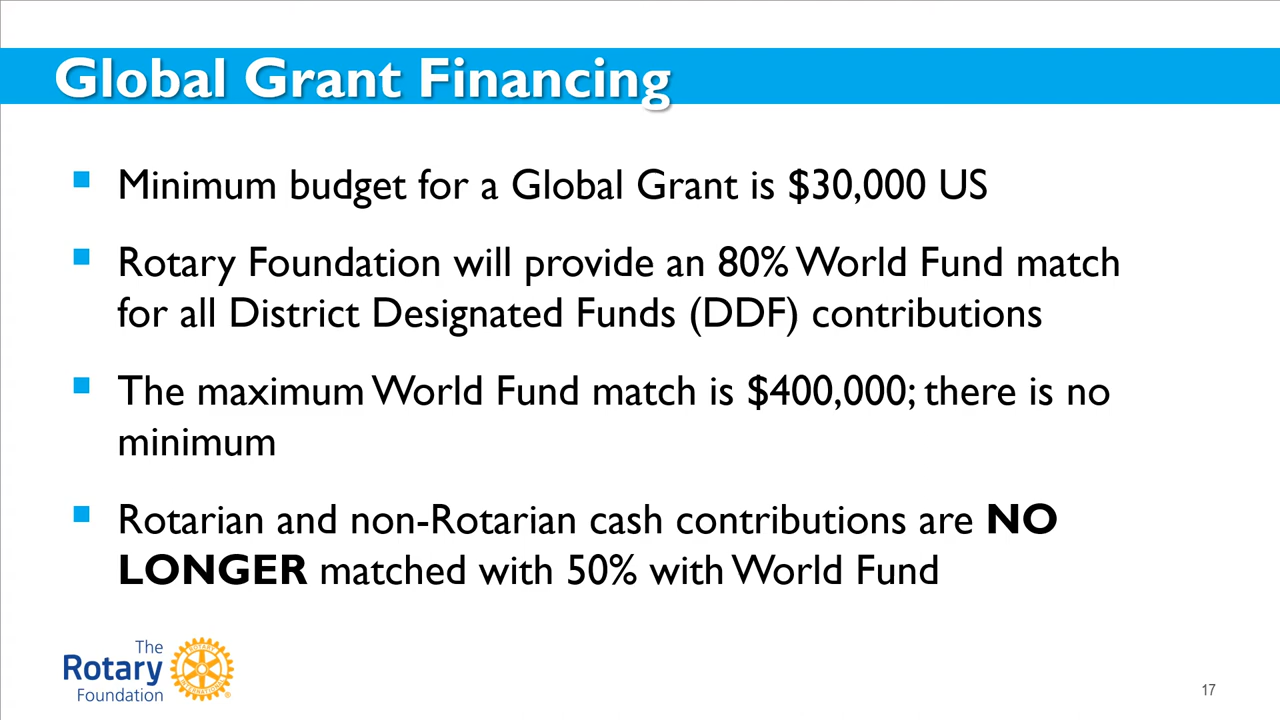 Global Grant Financing
Minimum budget for a Global Grant is $30,000 US
Rotary Foundation will provide an 80% World Fund match
for all District Designated Funds (DDF) contributions
The maximum World Fund match is $400,000; there is no
minimum
Rotarian and non-Rotarian cash contributions are NO
LONGER matched with 50% with World Fund
The
Rotary
Foundation
ROTARY
INTERNATIONAL
®
17